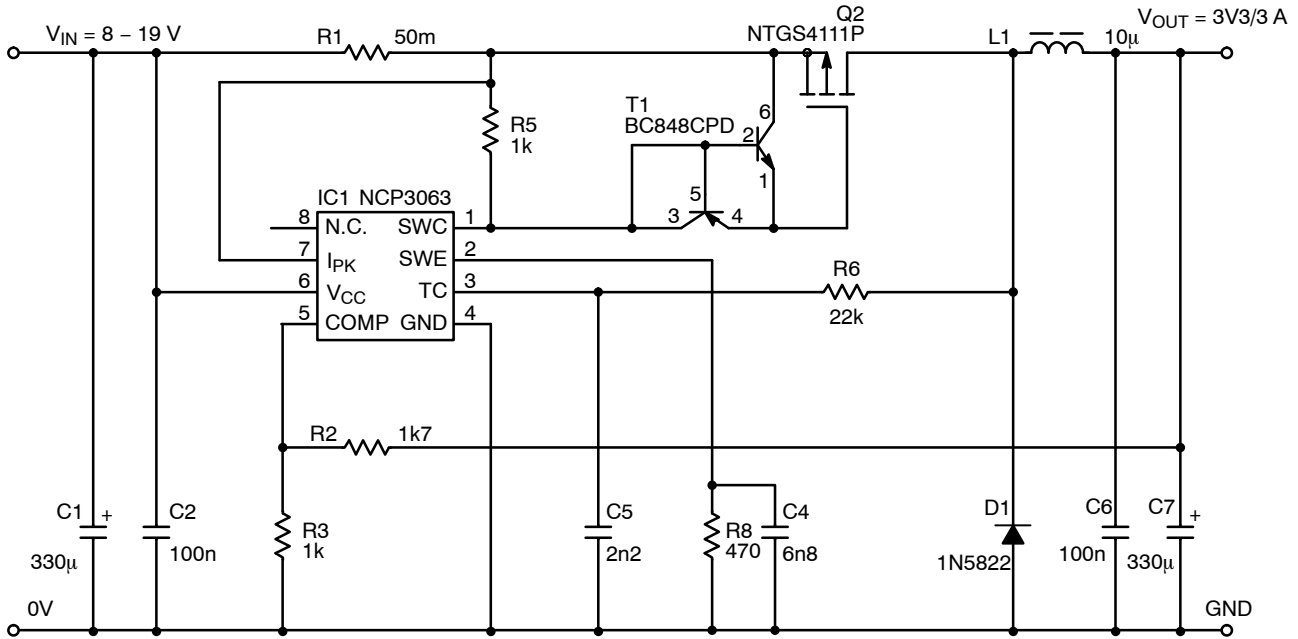 V_IN = 8 – 19 V
R1 50m
Q2
NTGS4111P
L1
10μ
V_OUT = 3V3/3 A
R5
1k
T1
BC848CPD
6
2
1
5
3 4
IC1 NCP3063
8 N.C. SWC 1
7 I_PK SWE 2
6 V_CC TC 3
5 COMP GND 4
R6
22k
R2 1k7
C1 +
330μ
C2
100n
R3
1k
C5
2n2
R8
470
C4
6n8
D1
1N5822
C6
100n
C7 +
330μ
0V
GND